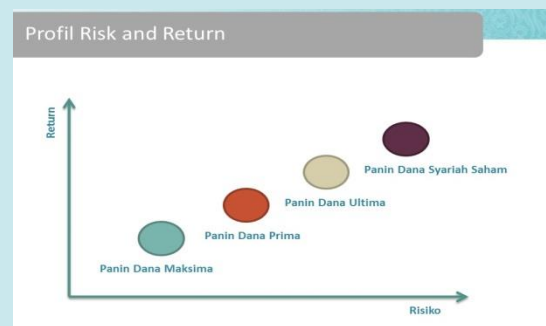 Profil Risk and Return
Return
Panin Dana Syariah Saham
Panin Dana Ultima
Panin Dana Prima
Panin Dana Maksima
Risiko